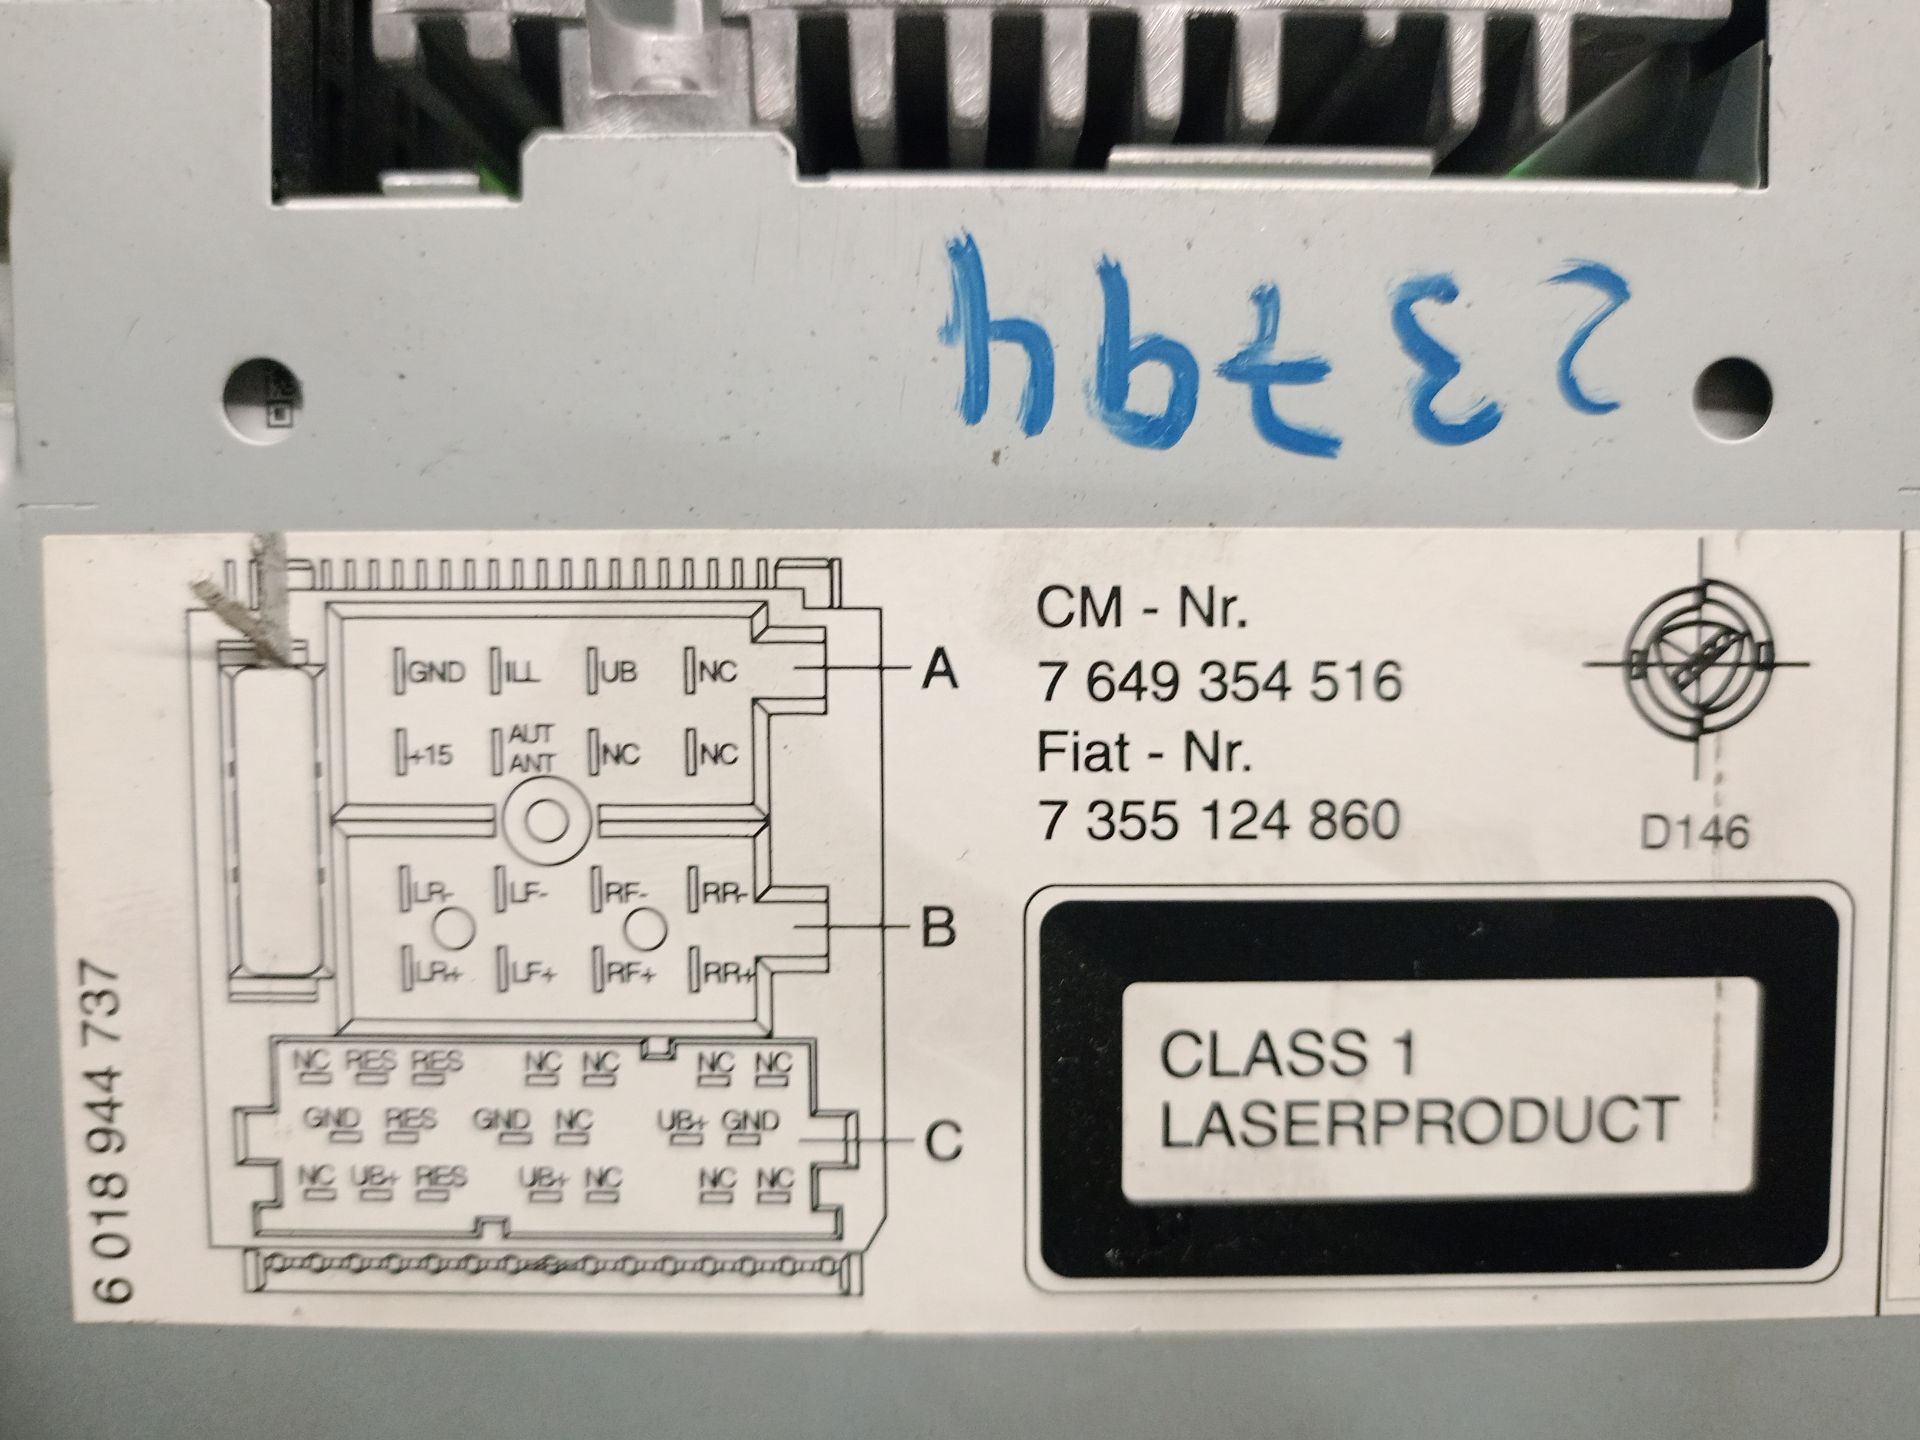 23794
GND ILL UB NC
+15 AUT ANT NC NC
LR- LF- RF- RR-
LR+ LF+ RF+ RR+
NC RES RES NC NC NC NC
GND RES GND NC UB+ GND
NC UB+ RES UB+ NC NC NC
A
B
C
6 018 944 737
CM - Nr.
7 649 354 516
Fiat - Nr.
7 355 124 860
D146
CLASS 1
LASERPRODUCT